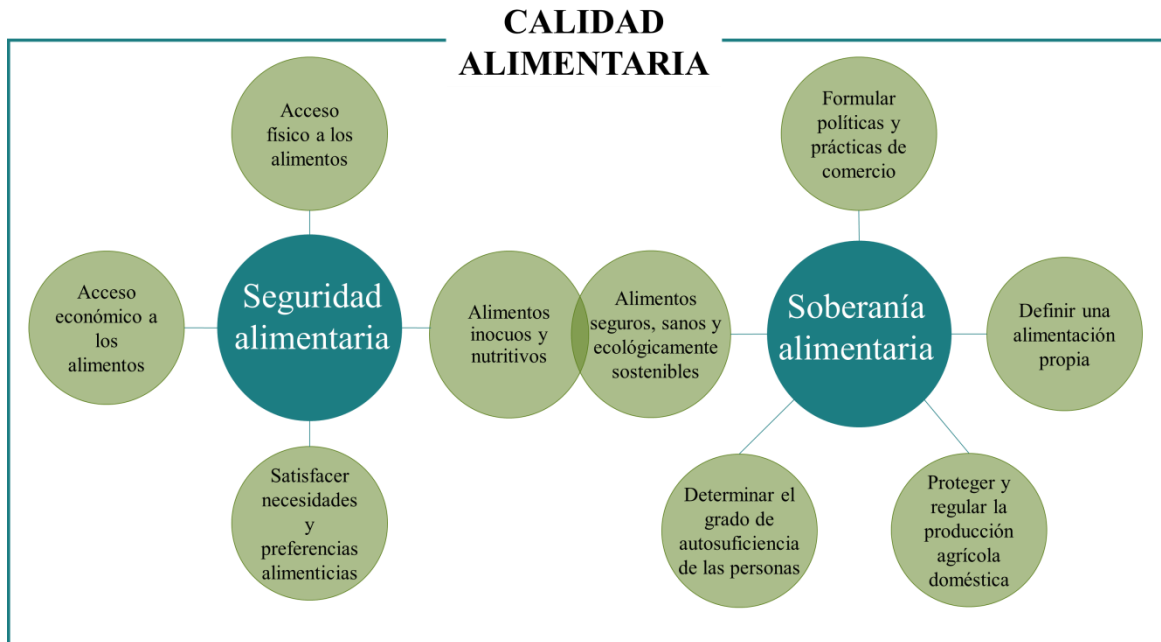 CALIDAD
ALIMENTARIA
Acceso
físico a los
alimentos
Acceso
económico a
los
alimentos
Seguridad
alimentaria
Satisfacer
necesidades
y
preferencias
alimenticias
Alimentos
inocuos y
nutritivos
Alimentos
seguros, sanos y
ecológicamente
sostenibles
Formular
políticas y
prácticas de
comercio
Soberanía
alimentaria
Definir una
alimentación
propia
Determinar el
grado de
autosuficiencia
de las personas
Proteger y
regular la
producción
agrícola
doméstica